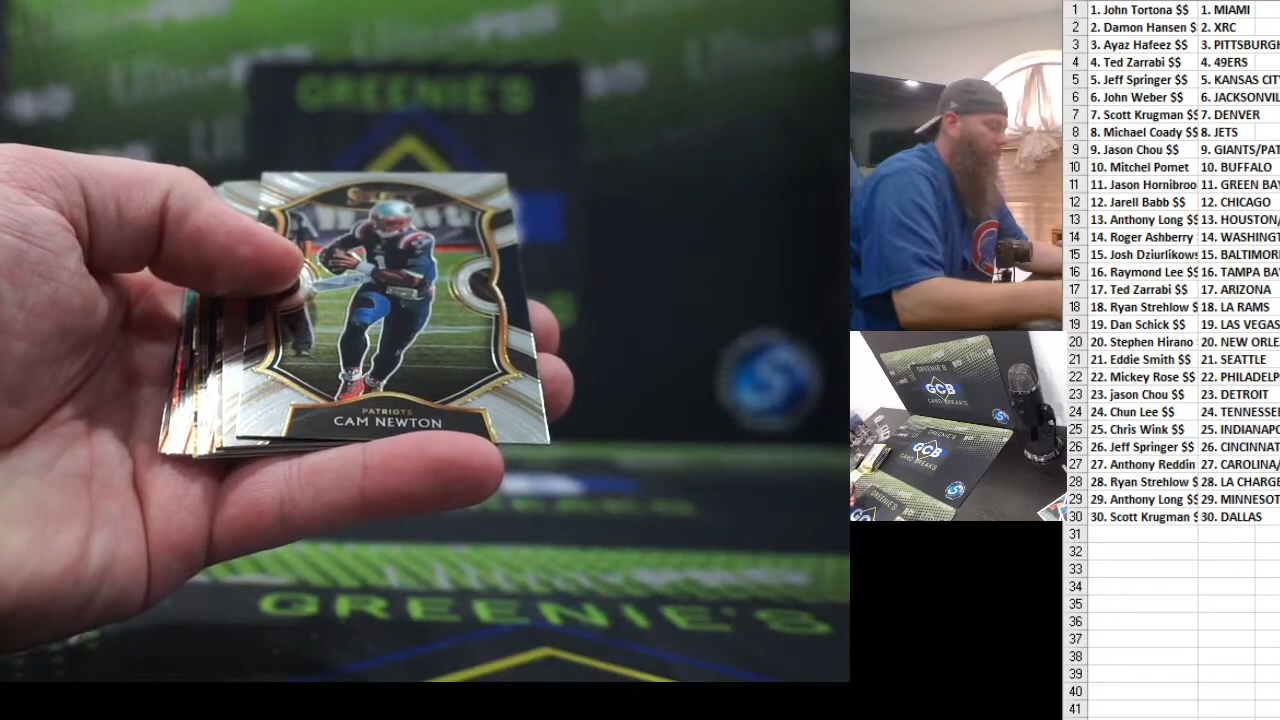 GREENIE'S
SELECT
PATRIOTS
CAM NEWTON
GREENIE'S
GREENIE'S
GCB
CARD BREAKS
GREENIE'S
GCB
CARD BREAKS
GREENIE'S
1 1. John Tortona $$ 1. MIAMI
2 2. Damon Hansen $ 2. XRC
3 3. Ayaz Hafeez $$ 3. PITTSBURGH
4 4. Ted Zarrabi $$ 4. 49ERS
5 5. Jeff Springer $$ 5. KANSAS CITY
6 6. John Weber $$ 6. JACKSONVIL
7 7. Scott Krugman $$ 7. DENVER
8 8. Michael Coady $$ 8. JETS
9 9. Jason Chou $$ 9. GIANTS/PAT
10 10. Mitchel Pomet 10. BUFFALO
11 11. Jason Hornibroo 11. GREEN BAY
12 12. Jarell Babb $$ 12. CHICAGO
13 13. Anthony Long $$ 13. HOUSTON/
14 14. Roger Ashberry 14. WASHINGT
15 15. Josh Dziurlikows 15. BALTIMOR
16 16. Raymond Lee $$ 16. TAMPA BAY
17 17. Ted Zarrabi $$ 17. ARIZONA
18 18. Ryan Strehlow $ 18. LA RAMS
19 19. Dan Schick $$ 19. LAS VEGAS
20 20. Stephen Hirano 20. NEW ORLE
21 21. Eddie Smith $$ 21. SEATTLE
22 22. Mickey Rose $$ 22. PHILADELP
23 23. jason Chou $$ 23. DETROIT
24 24. Chun Lee $$ 24. TENNESSEE
25 25. Chris Wink $$ 25. INDIANAPO
26 26. Jeff Springer $$ 26. CINCINNAT
27 27. Anthony Reddin 27. CAROLINA/
28 28. Ryan Strehlow $ 28. LA CHARGE
29 29. Anthony Long $$ 29. MINNESOT
30 30. Scott Krugman $ 30. DALLAS
31
32
33
34
35
36
37
38
39
40
41